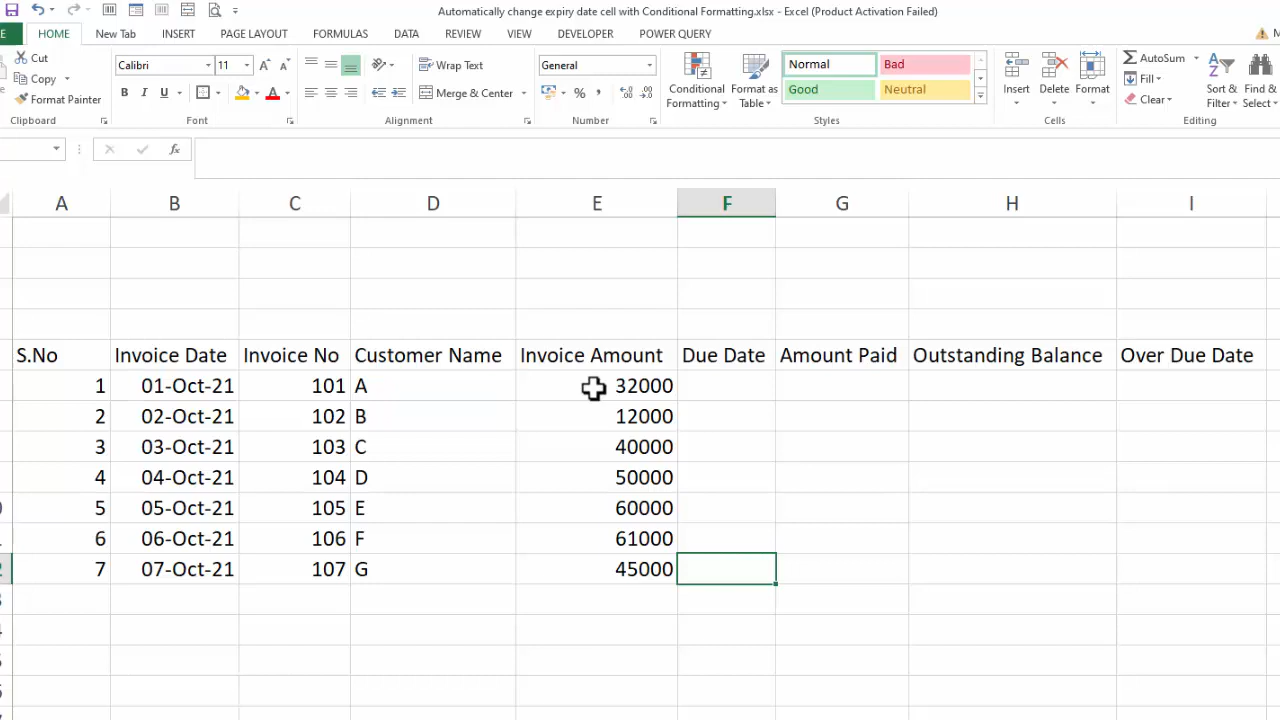 Automatically change expiry date cell with Conditional Formatting.xlsx - Excel (Product Activation Failed)
HOME New Tab INSERT PAGE LAYOUT FORMULAS DATA REVIEW VIEW DEVELOPER POWER QUERY
Cut
Copy
Format Painter
Clipboard
Calibri 11
B I U A
Font
Wrap Text
Merge & Center
Alignment
General
% ,
Number
Conditional Formatting
Format as Table
Normal Bad
Good Neutral
Styles
Insert Delete Format
Cells
AutoSum
Fill
Clear
Sort Filter
Find & Select
Editing
fx
A B C D E F G H I
S.No Invoice Date Invoice No Customer Name Invoice Amount Due Date Amount Paid Outstanding Balance Over Due Date
1 01-Oct-21 101 A 32000
2 02-Oct-21 102 B 12000
3 03-Oct-21 103 C 40000
4 04-Oct-21 104 D 50000
5 05-Oct-21 105 E 60000
6 06-Oct-21 106 F 61000
7 07-Oct-21 107 G 45000